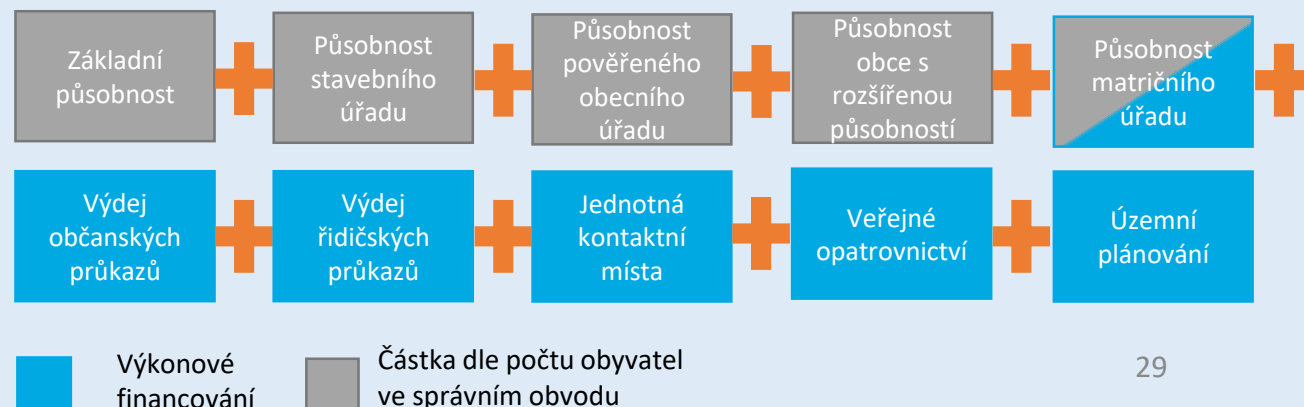 Základní
působnost
Působnost
stavebního
úřadu
Působnost
pověřeného
obecního
úřadu
Působnost
obce s
rozšířenou
působností
Působnost
matričního
úřadu
Výdej
občanských
průkazů
Výdej
řidičských
průkazů
Jednotná
kontaktní
místa
Veřejné
opatrovnictví
Územní
plánování
Výkonové
financování
Částka dle počtu obyvatel
ve správním obvodu
29